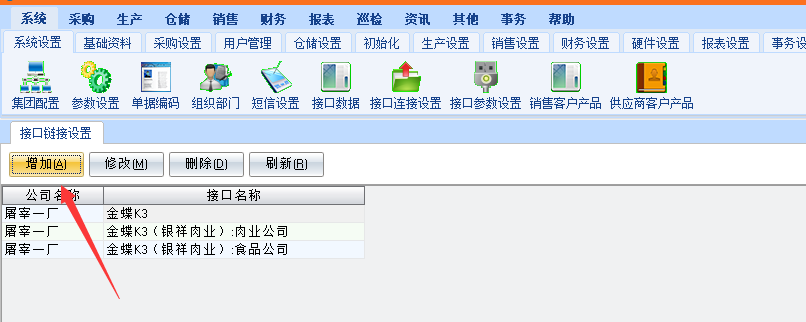 系统 采购 生产 仓储 销售 财务 报表 巡检 资讯 其他 事务 帮助
系统设置 基础资料 采购设置 用户管理 仓储设置 初始化 生产设置 销售设置 财务设置 硬件设置 报表设置 事务设
集团配置 参数设置 单据编码 组织部门 短信设置 接口数据 接口连接设置 接口参数设置 销售客户产品 供应商客户产品
接口链接设置
增加(A) 修改(M) 删除(D) 刷新(R)
公司名称 接口名称
屠宰一厂 金蝶K3
屠宰一厂 金蝶K3（银祥肉业）:肉业公司
屠宰一厂 金蝶K3（银祥肉业）:食品公司